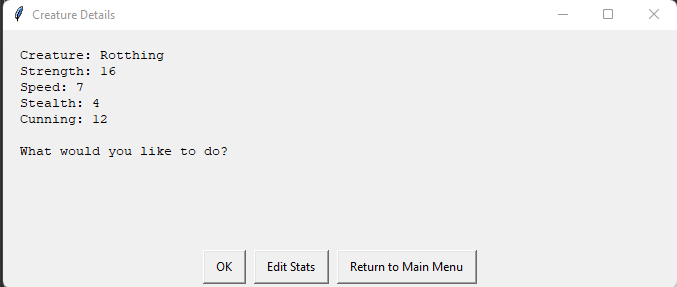 Creature Details
Creature: Rotthing
Strength: 16
Speed: 7
Stealth: 4
Cunning: 12
What would you like to do?
OK Edit Stats Return to Main Menu